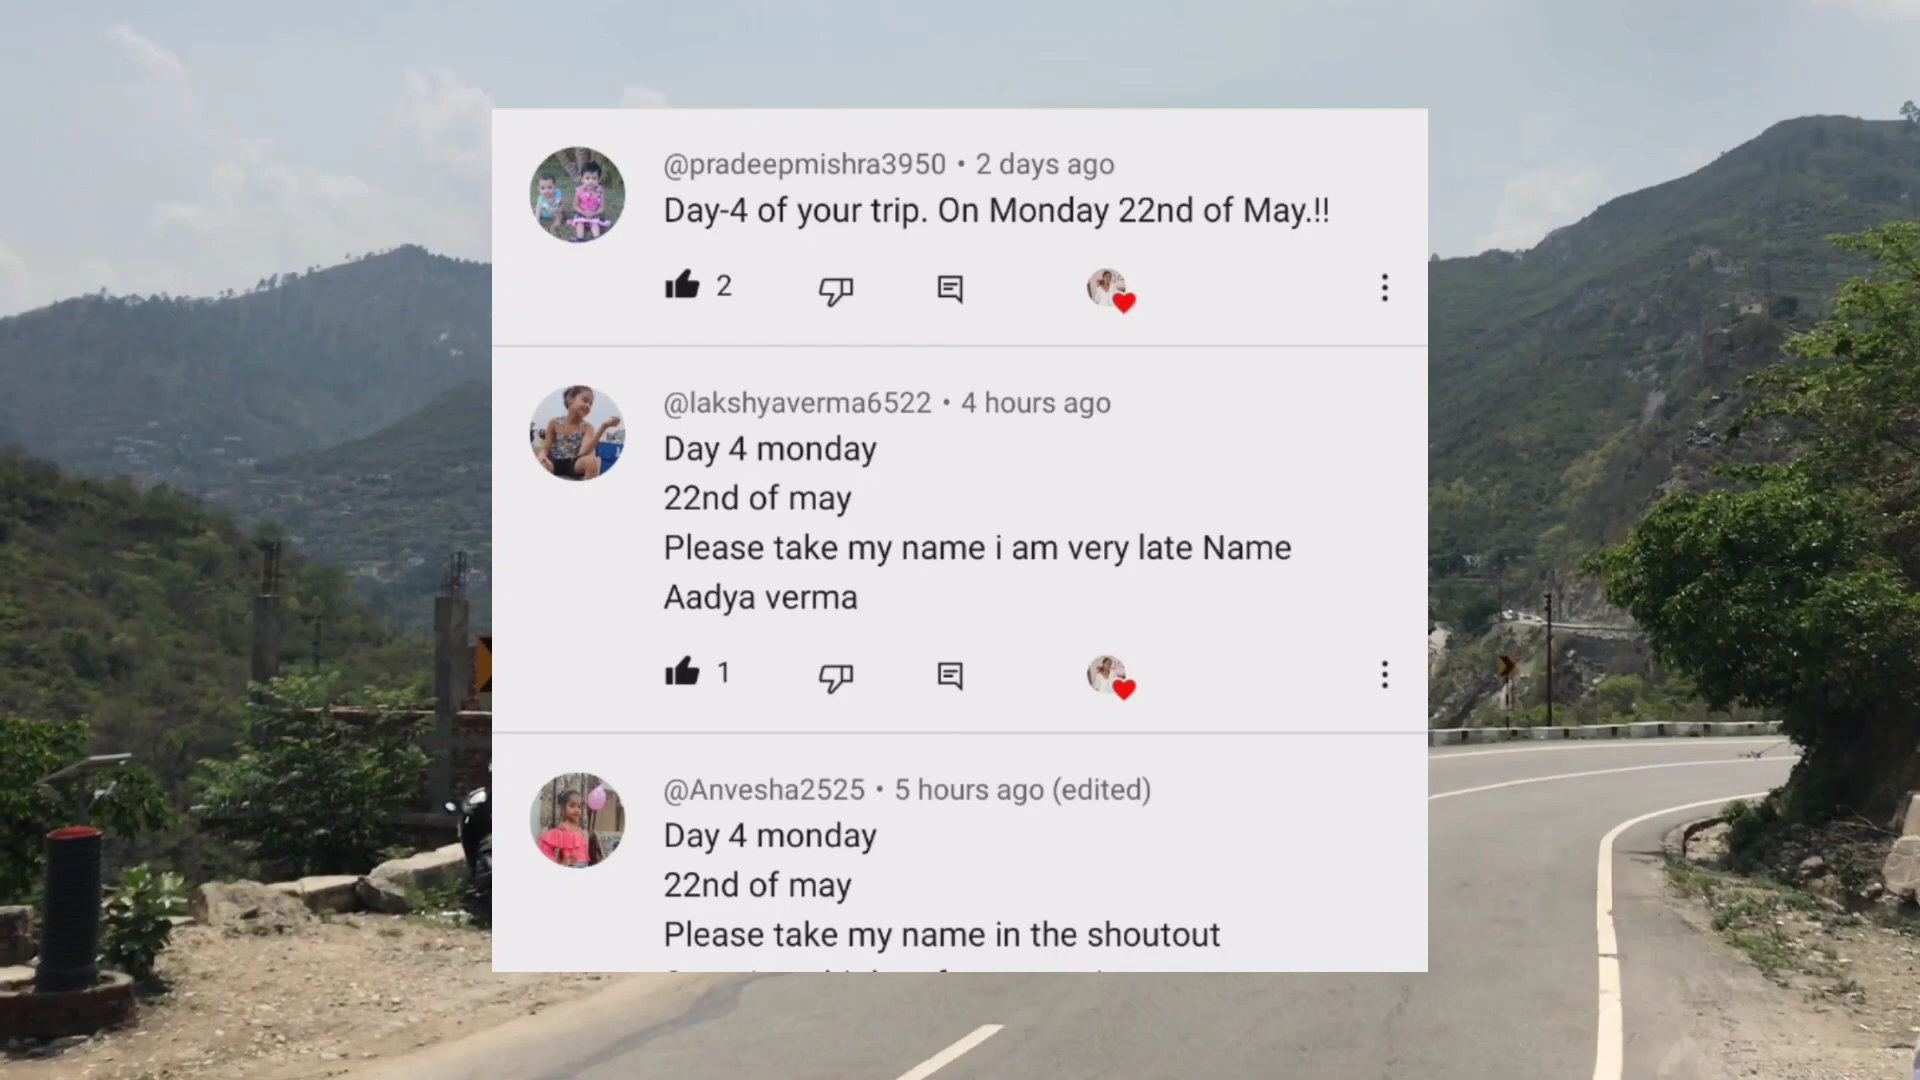 @pradeepmishra3950 • 2 days ago
Day-4 of your trip. On Monday 22nd of May.!!
2
@lakshyaverma6522 • 4 hours ago
Day 4 monday
22nd of may
Please take my name i am very late Name
Aadya verma
1
@Anvesha2525 • 5 hours ago (edited)
Day 4 monday
22nd of may
Please take my name in the shoutout